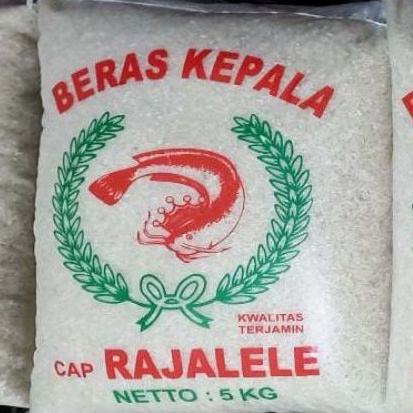 BERAS KEPALA
KWALITAS
TERJAMIN
CAP RAJALELE
NETTO : 5 KG